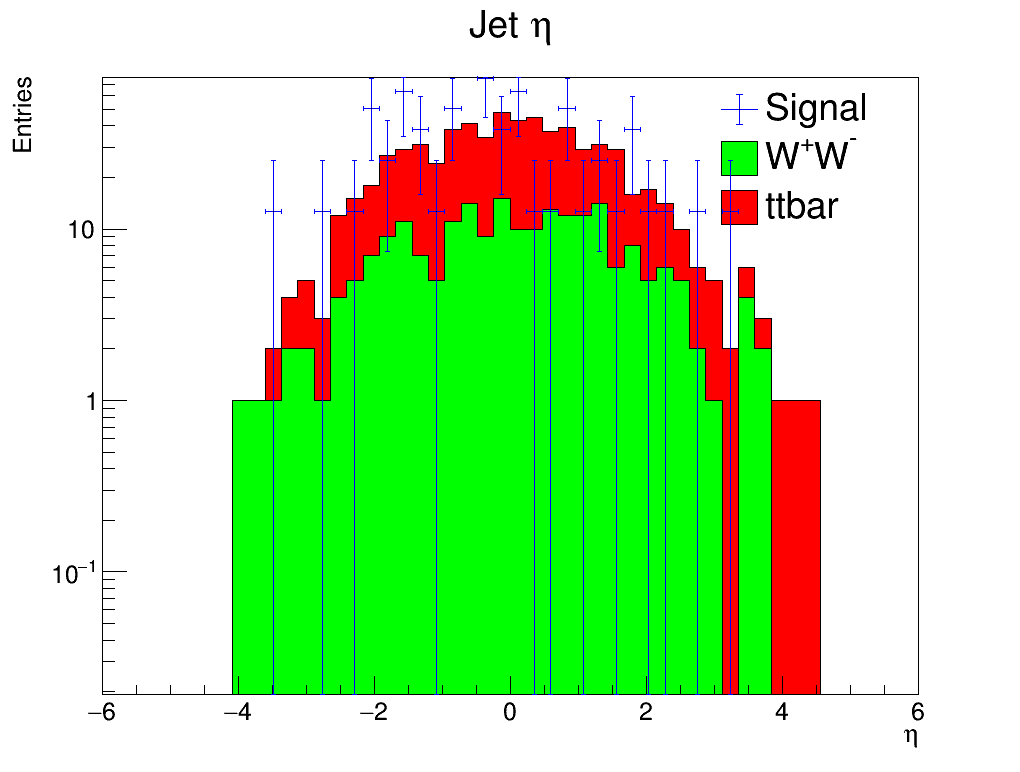 Jet η
Entries
Signal
W⁺W⁻
ttbar
10
1
10⁻¹
−6 −4 −2 0 2 4 6
η